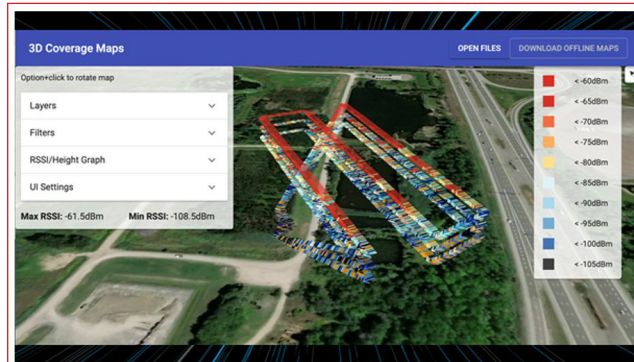 3D Coverage Maps
OPEN FILES
DOWNLOAD OFFLINE MAPS
Option+click to rotate map
Layers
Filters
RSSI/Height Graph
UI Settings
Max RSSI: -61.5dBm Min RSSI: -108.5dBm
< -60dBm
< -65dBm
< -70dBm
< -75dBm
< -80dBm
< -85dBm
< -90dBm
< -95dBm
< -100dBm
< -105dBm